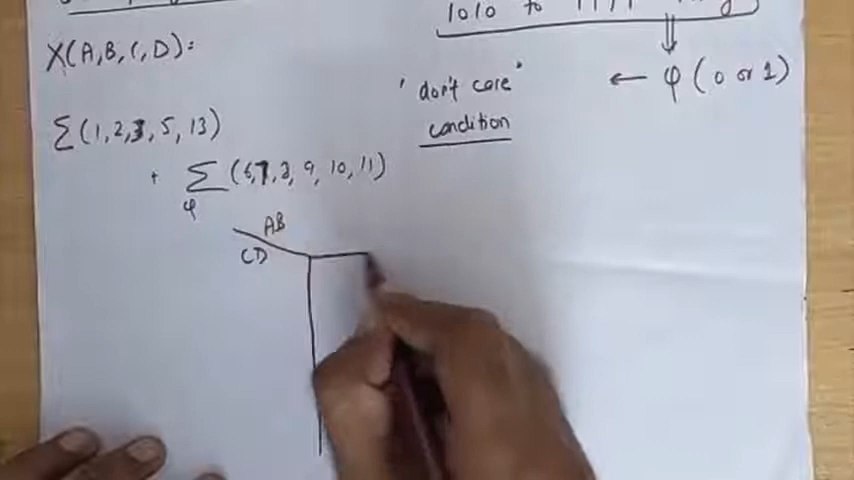 1010 to
X(A,B,C,D):
'don't care"
condition
← φ (0 or 1)
Σ(1,2,3,5,13)
+ Σ (6,7,8,9,10,11)
φ
AB
CD